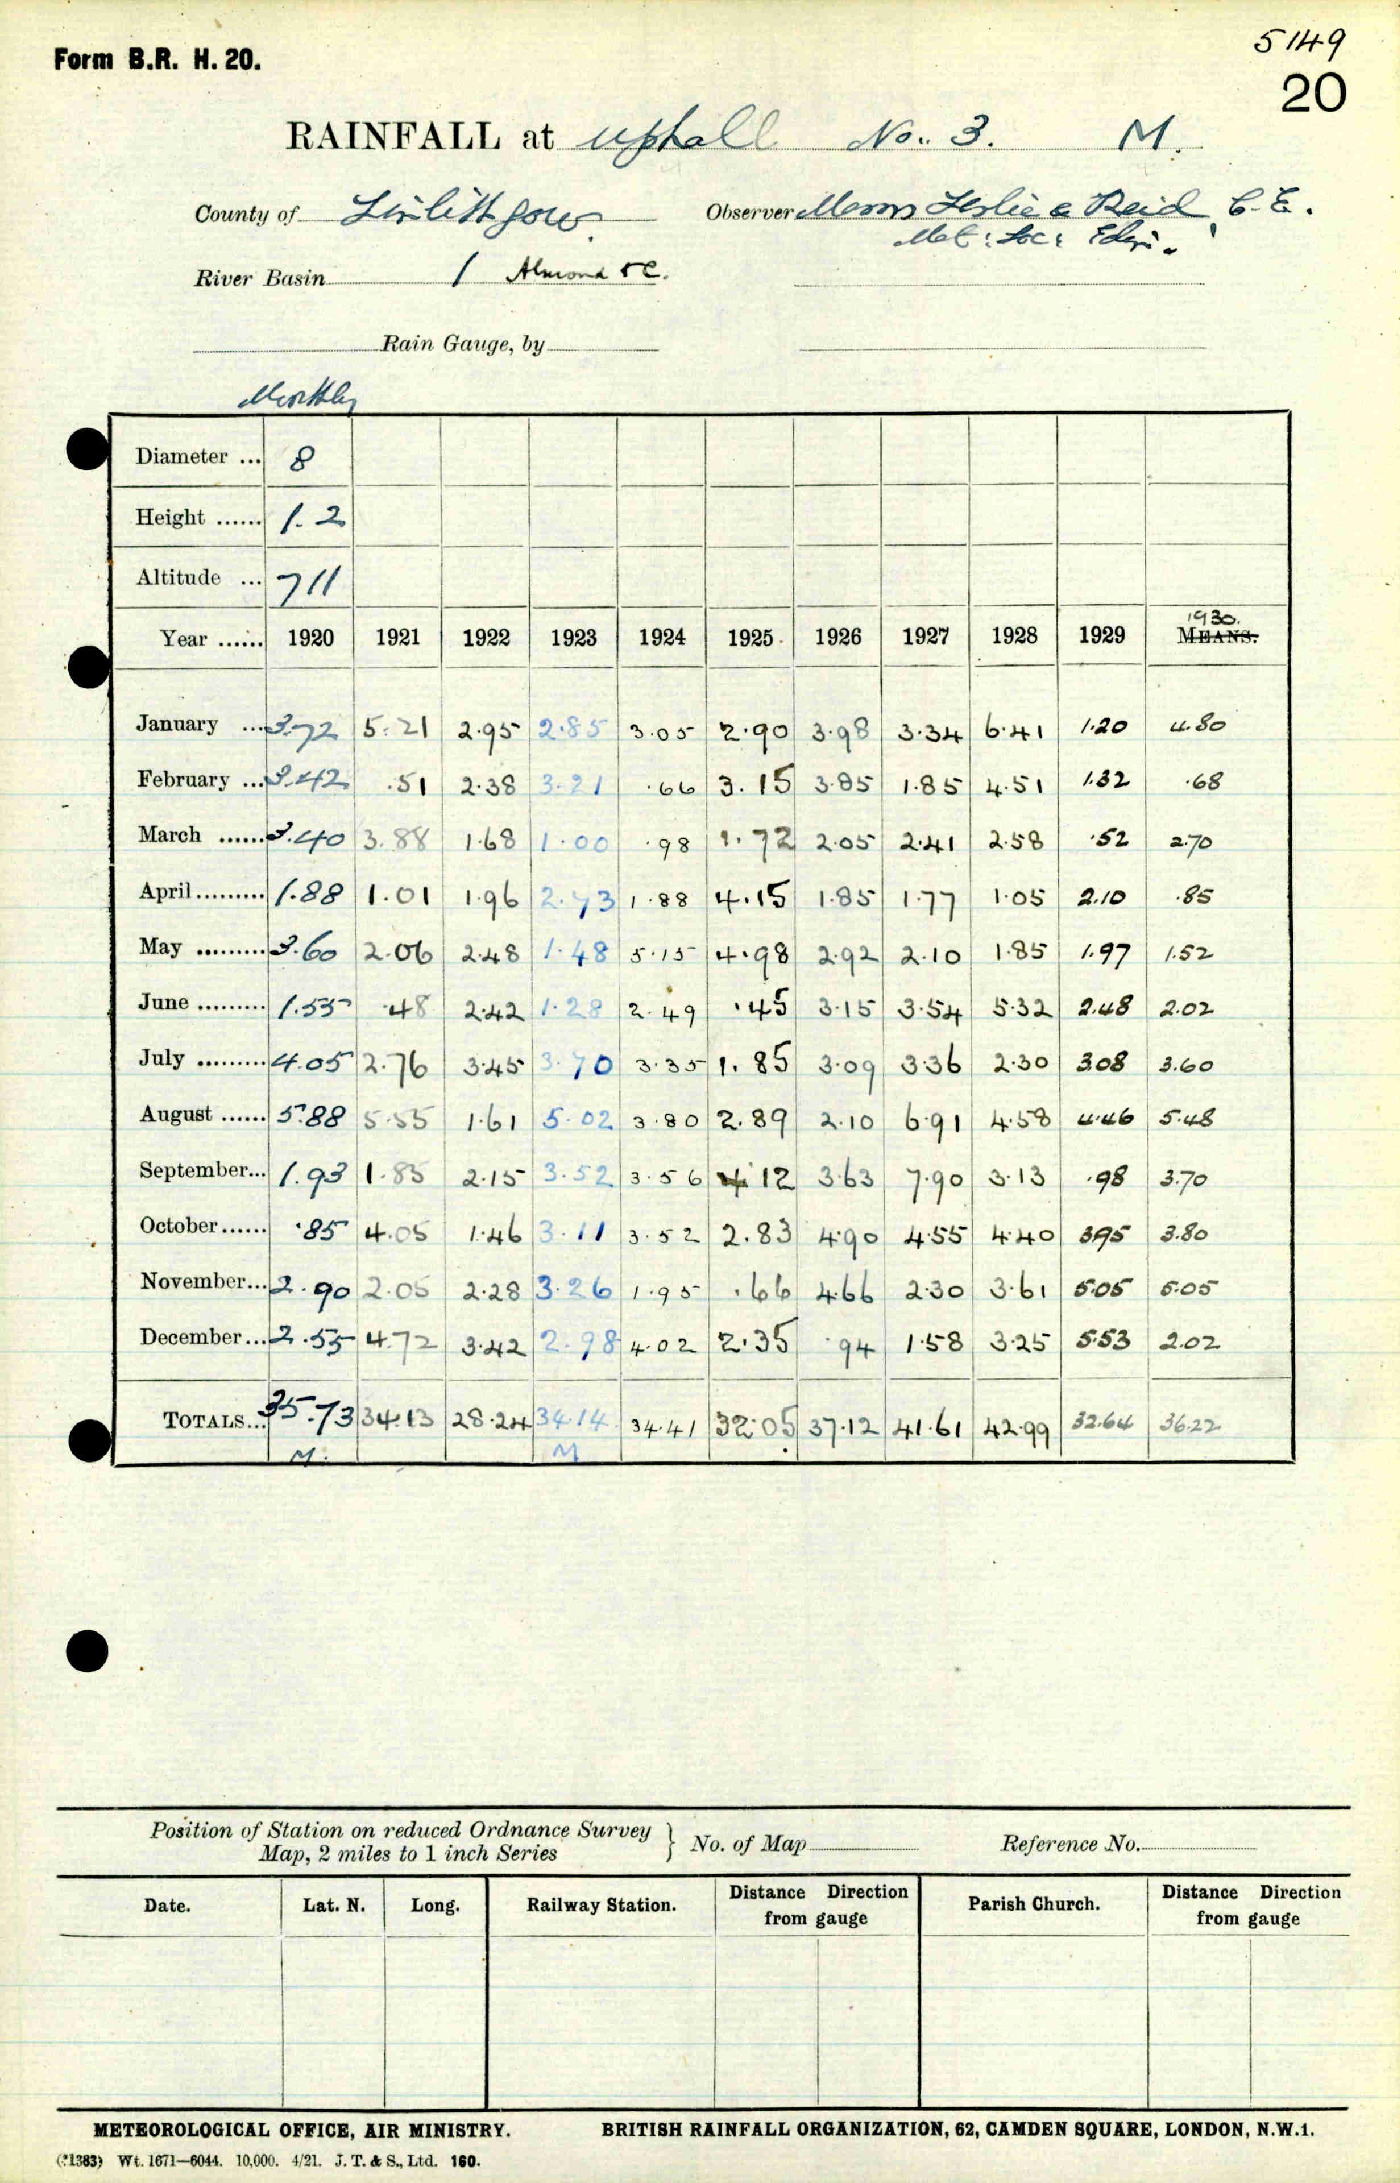 Form B.R. H. 20.
5149
20
RAINFALL at Uphall No. 3. M.
County of Linlithgow. Observer Messrs Leslie & Reid, C.E.
Met: Soc: Edin.
River Basin 1 Almond &c.
Rain Gauge, by
Monthly
Diameter ... 8
Height ...... 1.2
Altitude ... 711
Year ...... 1920 1921 1922 1923 1924 1925 1926 1927 1928 1929 1930. MEANS.
January ... 3.72 5.21 2.95 2.85 3.05 2.90 3.98 3.34 6.41 1.20 4.80
February ... 3.42 .51 2.38 3.21 .66 3.15 3.85 1.85 4.51 1.32 .68
March ...... 3.40 3.88 1.68 1.00 .98 1.72 2.05 2.41 2.58 .52 2.70
April ......... 1.88 1.01 1.96 2.73 1.88 4.15 1.85 1.77 1.05 2.10 .85
May ......... 3.60 2.06 2.48 1.48 5.15 4.98 2.92 2.10 1.85 1.97 1.52
June ......... 1.55 .48 2.42 1.28 2.49 .45 3.15 3.54 5.32 2.48 2.02
July ......... 4.05 2.76 3.45 3.70 3.35 1.85 3.09 3.36 2.30 3.08 3.60
August ...... 5.88 5.55 1.61 5.02 3.80 2.89 2.10 6.91 4.58 4.46 5.48
September... 1.93 1.85 2.15 3.52 3.56 4.12 3.63 7.90 3.13 .98 3.70
October...... .85 4.05 1.46 3.11 3.52 2.83 4.90 4.55 4.40 3.95 3.80
November... 2.90 2.05 2.28 3.26 1.95 .66 4.66 2.30 3.61 5.05 5.05
December... 2.55 4.72 3.42 2.98 4.02 2.35 .94 1.58 3.25 5.53 2.02
TOTALS... 35.73 34.13 28.24 34.14 34.41 32.05 37.12 41.61 42.99 32.64 36.22
M. M
Position of Station on reduced Ordnance Survey
Map, 2 miles to 1 inch Series } No. of Map Reference No.
Date. Lat. N. Long. Railway Station. Distance Direction from gauge Parish Church. Distance Direction from gauge
METEOROLOGICAL OFFICE, AIR MINISTRY. BRITISH RAINFALL ORGANIZATION, 62, CAMDEN SQUARE, LONDON, N.W.1.
(*1383) Wt. 1671—6044. 10,000. 4/21. J. T. & S., Ltd. 160.